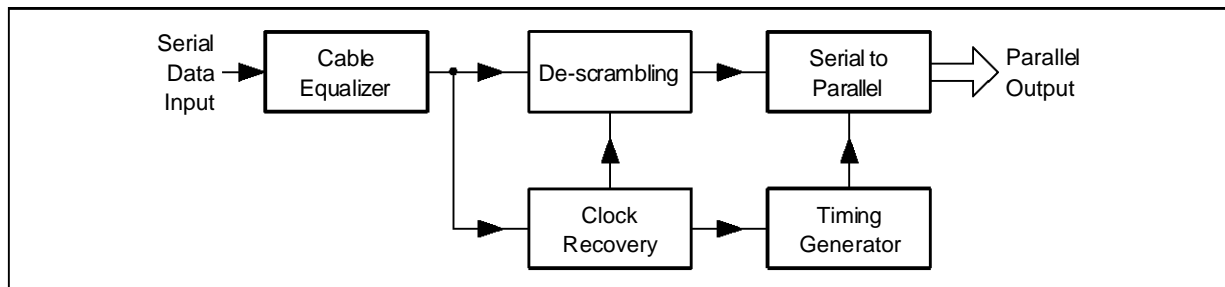 Serial
Data
Input
Cable
Equalizer
De-scrambling
Serial to
Parallel
Parallel
Output
Clock
Recovery
Timing
Generator